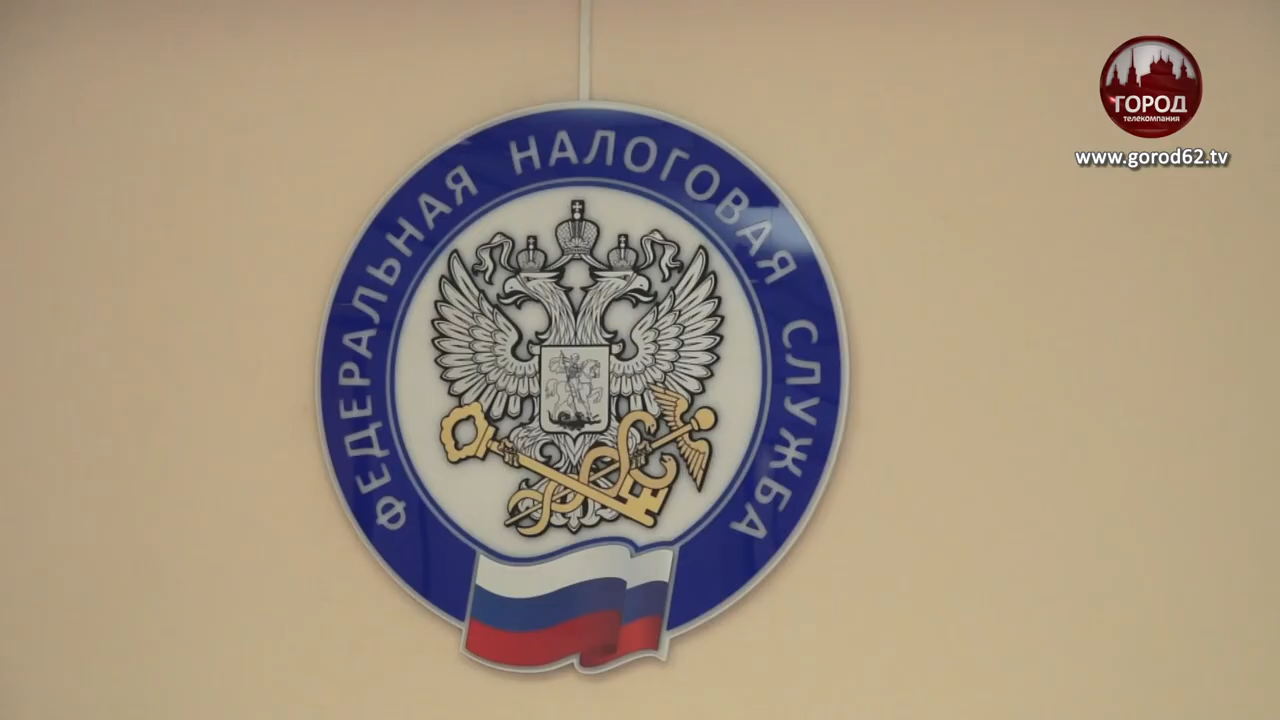 ФЕДЕРАЛЬНАЯ НАЛОГОВАЯ СЛУЖБА
ГОРОД
телекомпания
www.gorod62.tv